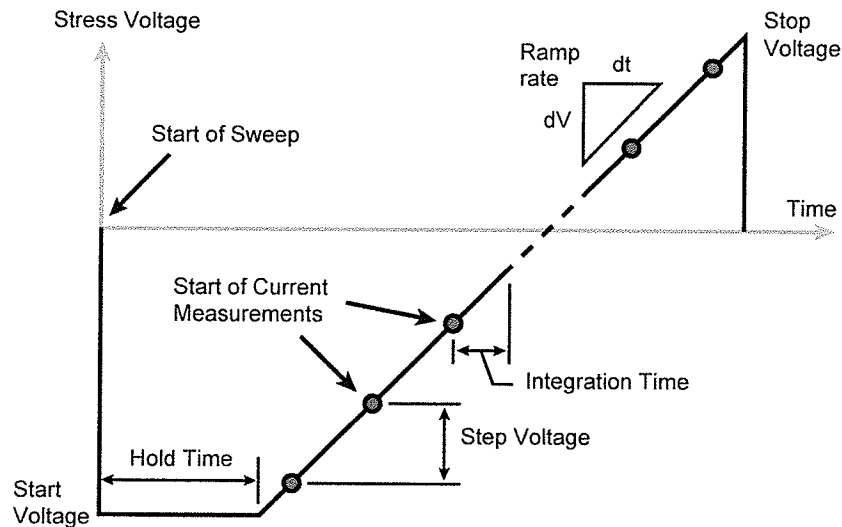 Stress Voltage
Stop
Voltage
Ramp
rate
dt
dV
Start of Sweep
Time
Start of Current
Measurements
Integration Time
Step Voltage
Hold Time
Start
Voltage